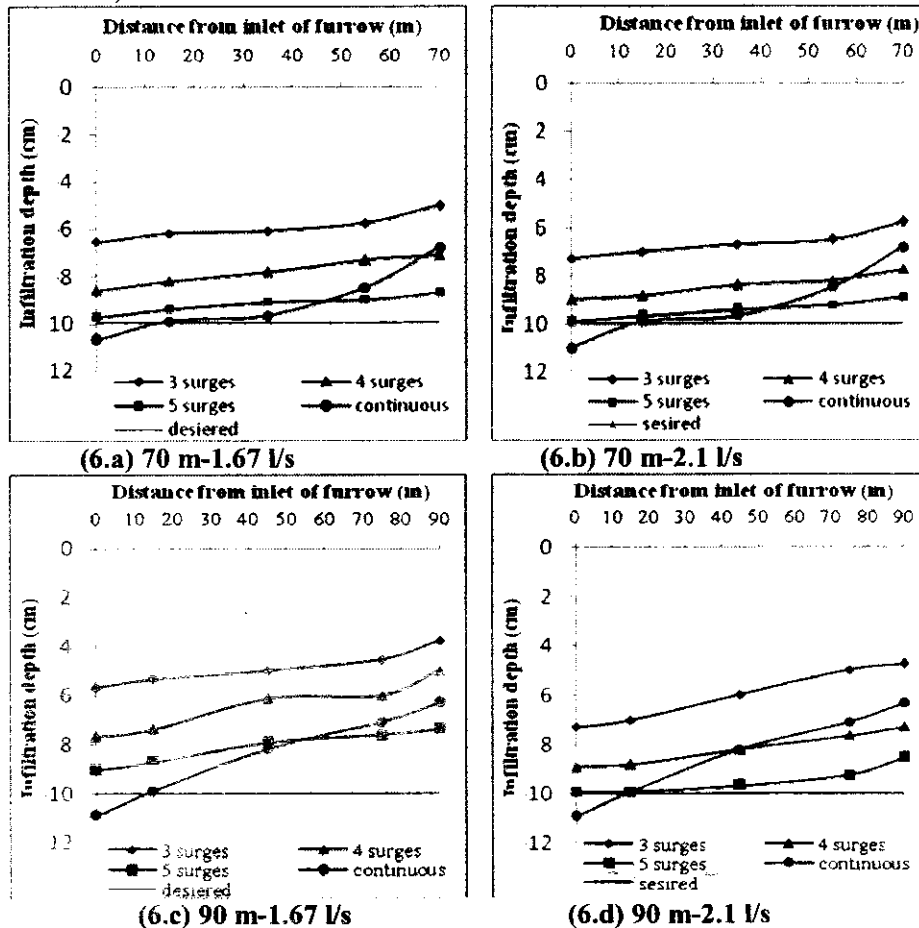 Distance from inlet of furrow (m)
0 10 20 30 40 50 60 70
Infiltration depth (cm)
0
2
4
6
8
10
12
3 surges 4 surges
5 surges continuous
desiered
(6.a) 70 m-1.67 l/s
Distance from inlet of furrow (m)
0 10 20 30 40 50 60 70
Infiltration depth (cm)
0
2
4
6
8
10
12
3 surges 4 surges
5 surges continuous
sesired
(6.b) 70 m-2.1 l/s
Distance from inlet of furrow (m)
0 10 20 30 40 50 60 70 80 90
Infiltration depth (cm)
0
2
4
6
8
10
12
3 surges 4 surges
5 surges continuous
desiered
(6.c) 90 m-1.67 l/s
Distance from inlet of furrow (m)
0 10 20 30 40 50 60 70 80 90
Infiltration depth (cm)
0
2
4
6
8
10
12
3 surges 4 surges
5 surges continuous
sesired
(6.d) 90 m-2.1 l/s